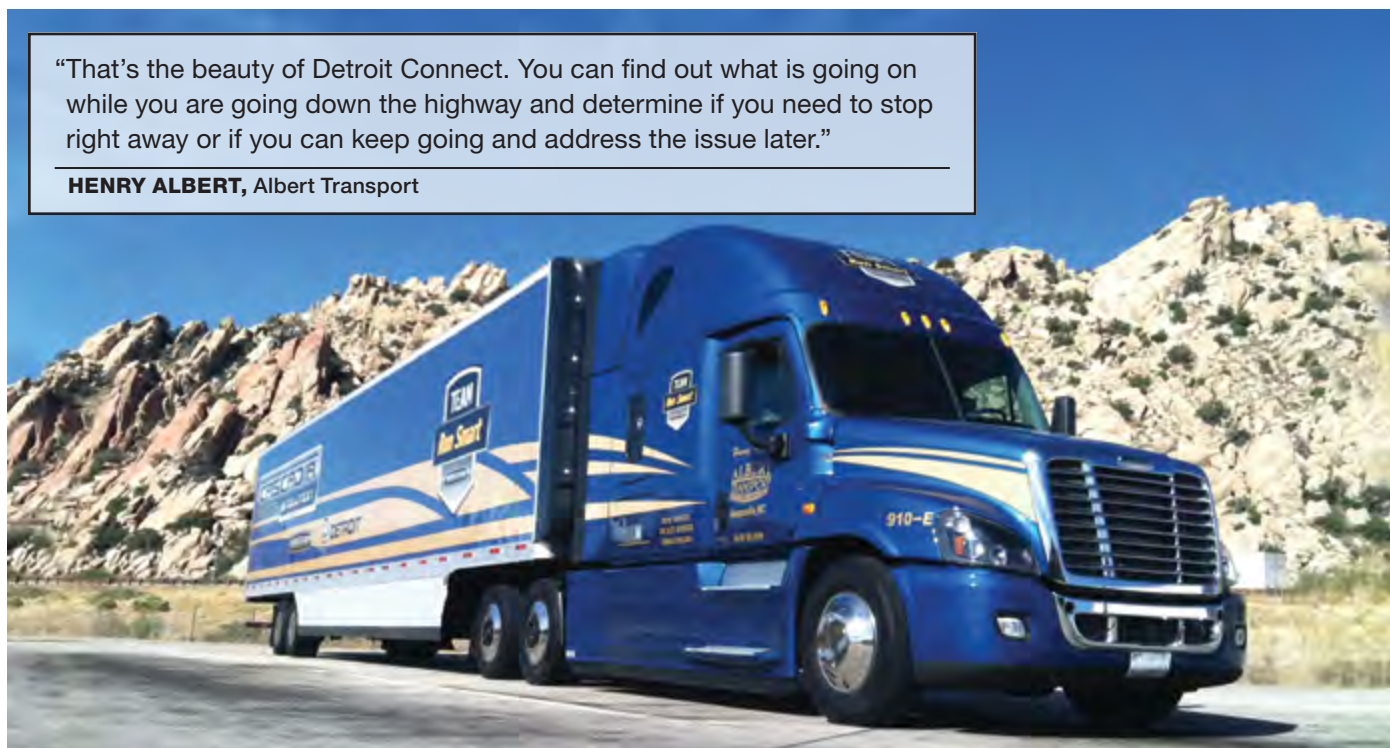 “That’s the beauty of Detroit Connect. You can find out what is going on
while you are going down the highway and determine if you need to stop
right away or if you can keep going and address the issue later.”
HENRY ALBERT, Albert Transport
TEAM
Run Smart
TEAM
Run Smart
910-E
DETROIT